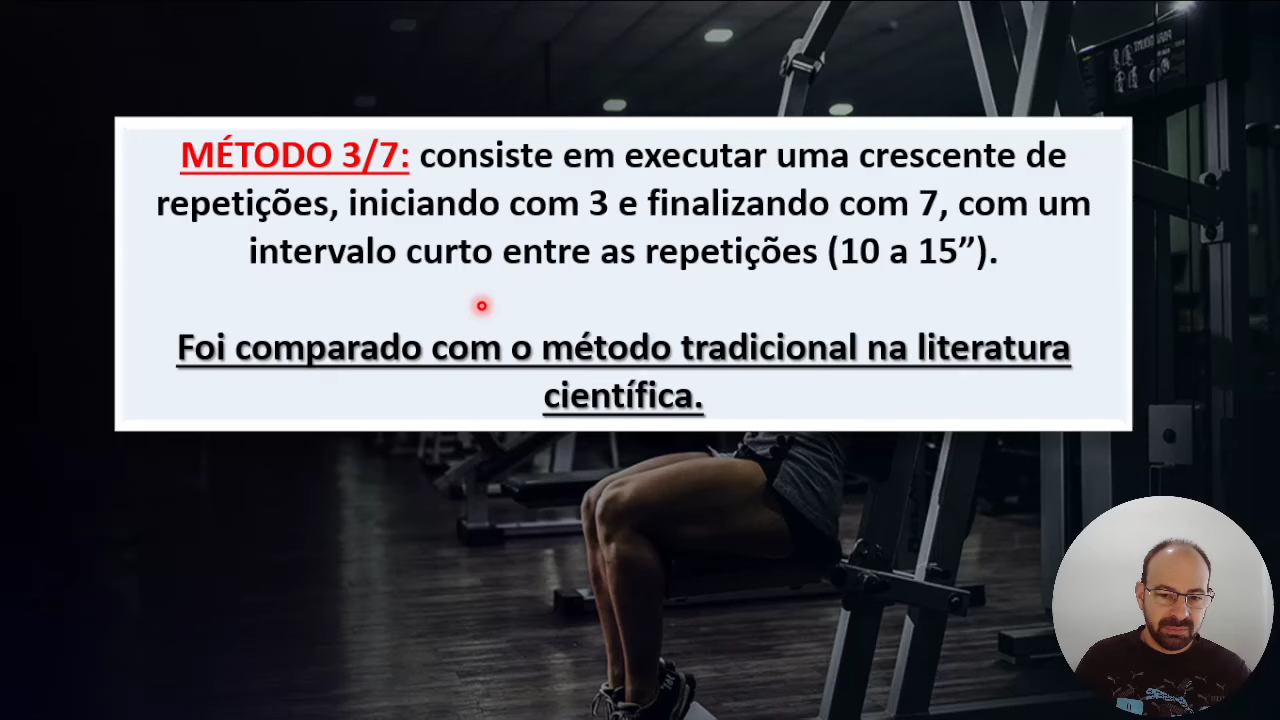 MÉTODO 3/7: consiste em executar uma crescente de
repetições, iniciando com 3 e finalizando com 7, com um
intervalo curto entre as repetições (10 a 15”).
Foi comparado com o método tradicional na literatura
científica.